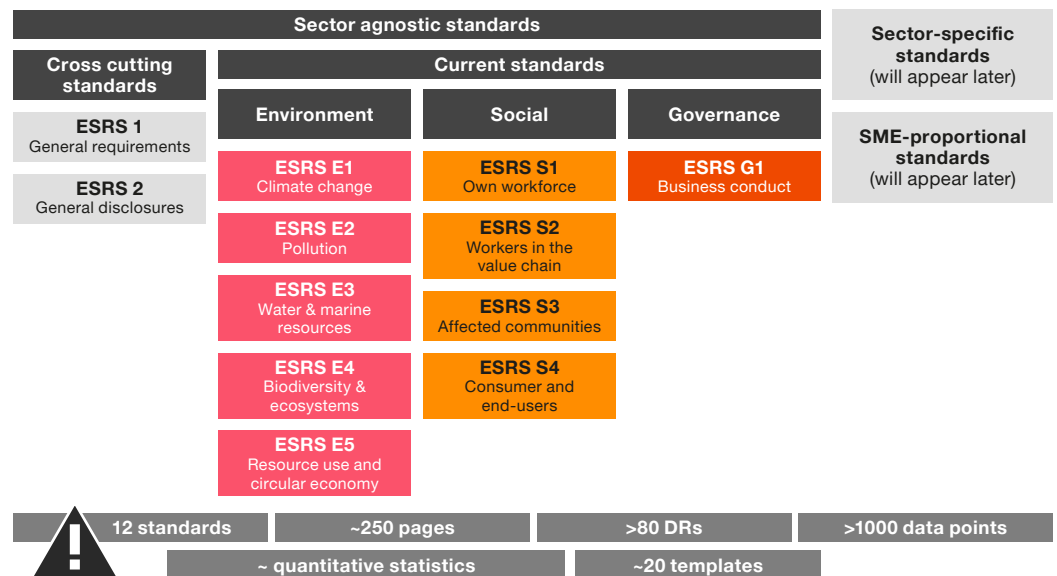 Sector agnostic standards
Cross cutting
standards
ESRS 1
General requirements
ESRS 2
General disclosures
Current standards
Environment
ESRS E1
Climate change
ESRS E2
Pollution
ESRS E3
Water & marine
resources
ESRS E4
Biodiversity &
ecosystems
ESRS E5
Resource use and
circular economy
Social
ESRS S1
Own workforce
ESRS S2
Workers in the
value chain
ESRS S3
Affected communities
ESRS S4
Consumer and
end-users
Governance
ESRS G1
Business conduct
Sector-specific
standards
(will appear later)
SME-proportional
standards
(will appear later)
!
12 standards
~250 pages
>80 DRs
>1000 data points
~ quantitative statistics
~20 templates